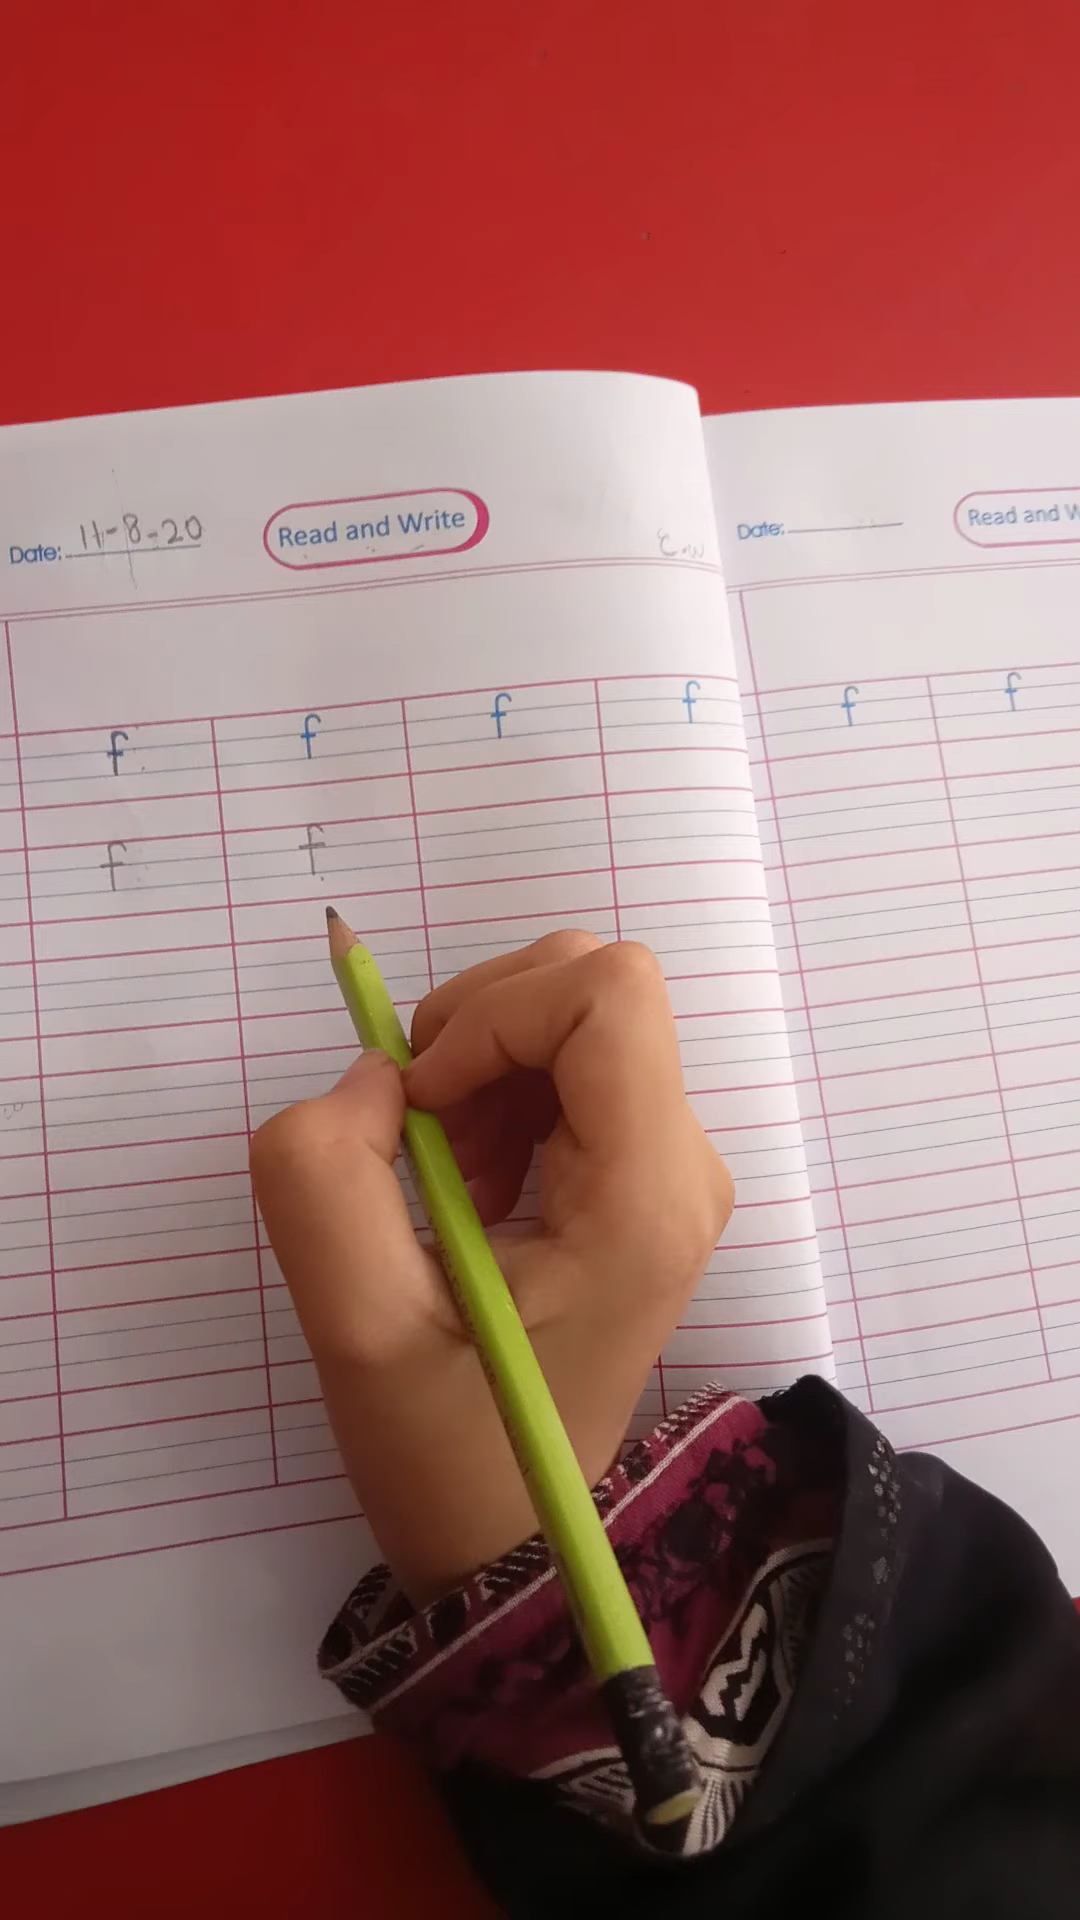 Date: 11-8-20 Read and Write
Date: Read and W
f f f f f f
f f